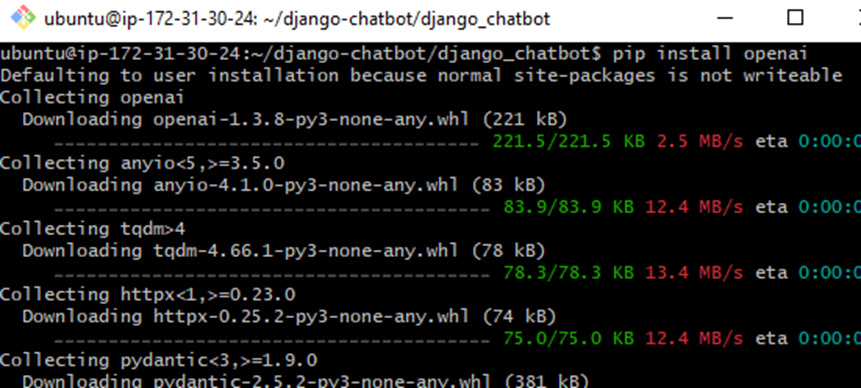 ubuntu@ip-172-31-30-24: ~/django-chatbot/django_chatbot
ubuntu@ip-172-31-30-24:~/django-chatbot/django_chatbot$ pip install openai
Defaulting to user installation because normal site-packages is not writeable
Collecting openai
  Downloading openai-1.3.8-py3-none-any.whl (221 kB)
     ---------------------------------------- 221.5/221.5 KB 2.5 MB/s eta 0:00:0
Collecting anyio<5,>=3.5.0
  Downloading anyio-4.1.0-py3-none-any.whl (83 kB)
     ---------------------------------------- 83.9/83.9 KB 12.4 MB/s eta 0:00:0
Collecting tqdm>4
  Downloading tqdm-4.66.1-py3-none-any.whl (78 kB)
     ---------------------------------------- 78.3/78.3 KB 13.4 MB/s eta 0:00:0
Collecting httpx<1,>=0.23.0
  Downloading httpx-0.25.2-py3-none-any.whl (74 kB)
     ---------------------------------------- 75.0/75.0 KB 12.4 MB/s eta 0:00:0
Collecting pydantic<3,>=1.9.0
  Downloading pydantic-2.5.2-py3-none-any.whl (381 kB)